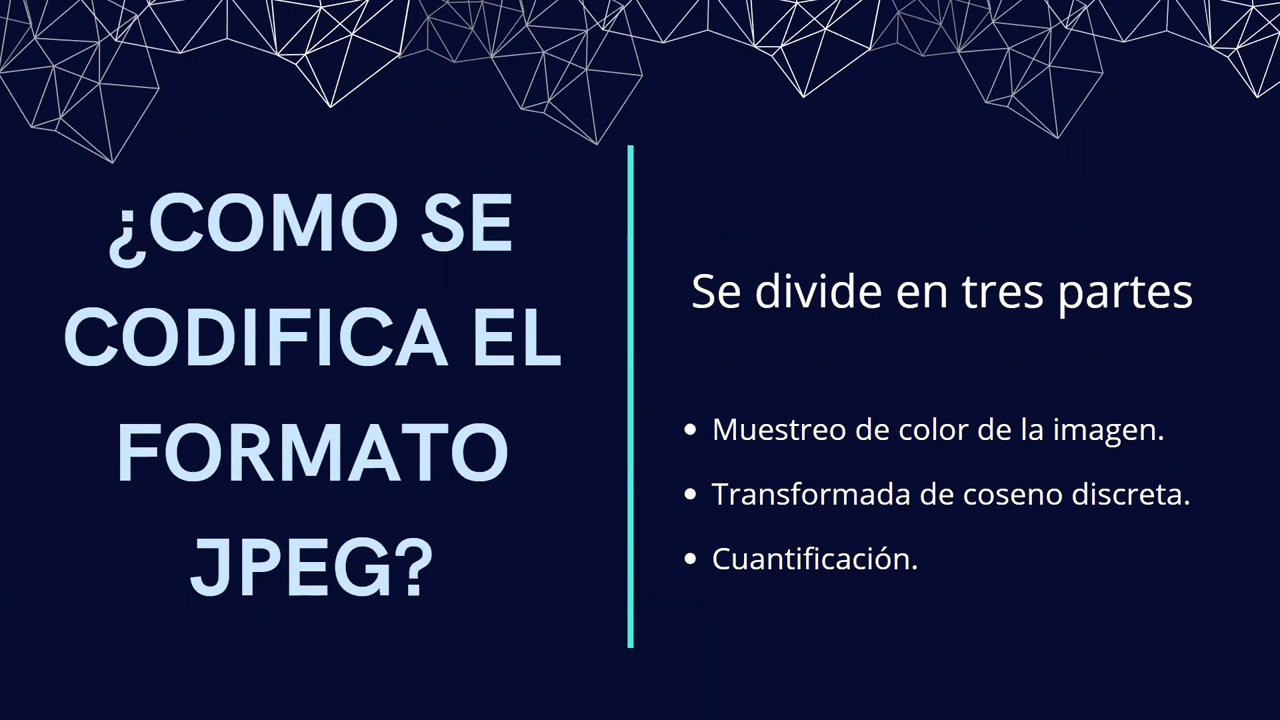 ¿COMO SE
CODIFICA EL
FORMATO
JPEG?
Se divide en tres partes
Muestreo de color de la imagen.
Transformada de coseno discreta.
Cuantificación.